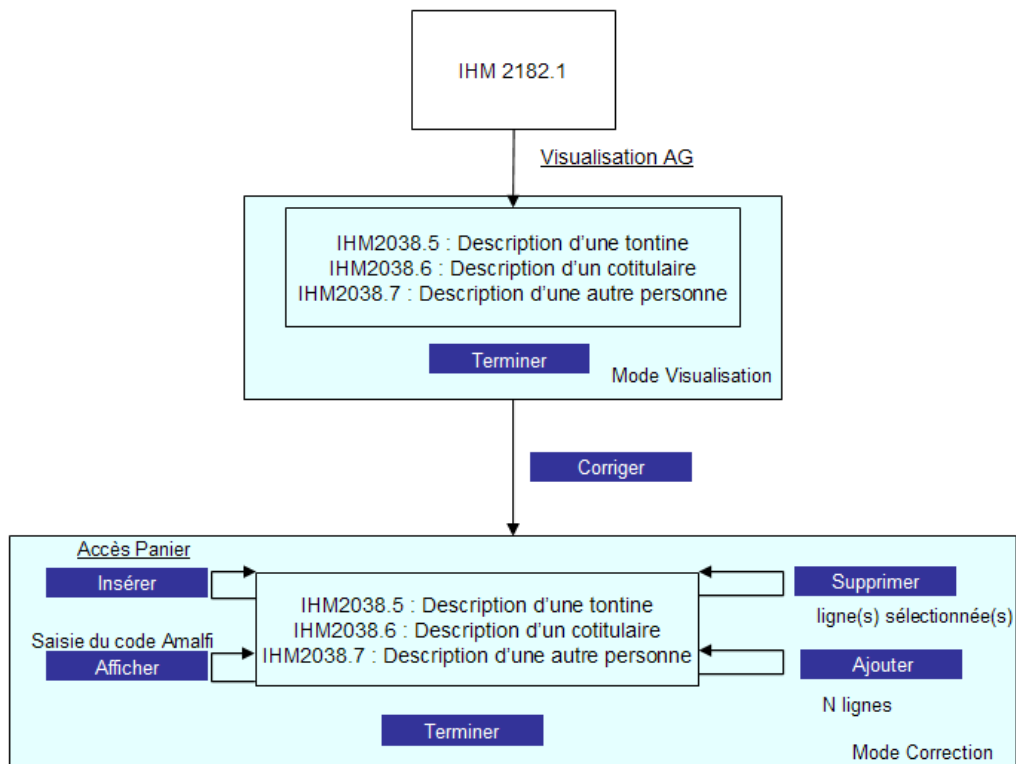 IHM 2182.1
Visualisation AG
IHM2038.5 : Description d'une tontine
IHM2038.6 : Description d'un cotitulaire
IHM2038.7 : Description d'une autre personne
Terminer
Mode Visualisation
Corriger
Accès Panier
Insérer
Saisie du code Amalfi
Afficher
IHM2038.5 : Description d'une tontine
IHM2038.6 : Description d'un cotitulaire
IHM2038.7 : Description d'une autre personne
Supprimer
ligne(s) sélectionnée(s)
Ajouter
N lignes
Terminer
Mode Correction